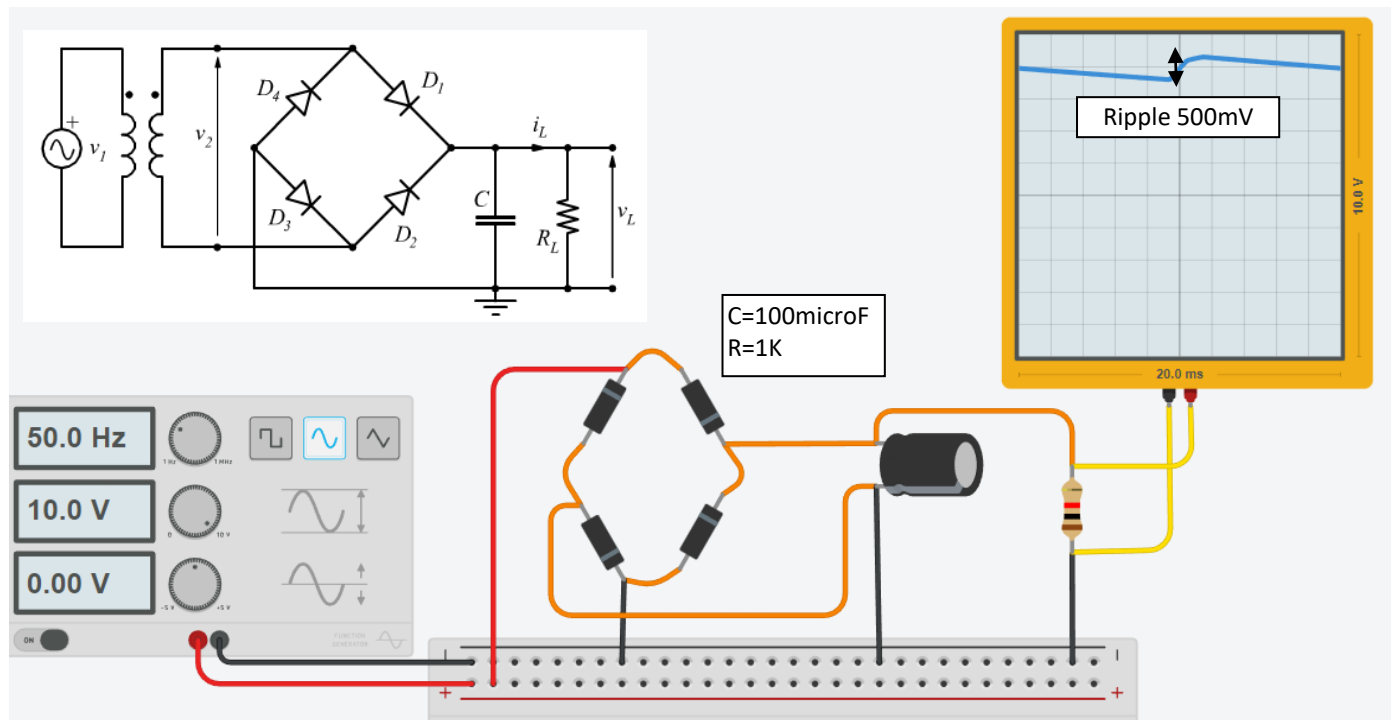 D4
D1
+
v1
v2
iL
C
RL
vL
D3
D2
Ripple 500mV
10.0 V
20.0 ms
C=100microF
R=1K
50.0 Hz
1 Hz
1 MHz
10.0 V
0
10 V
0.00 V
-5 V
+5 V
ON
FUNCTION
GENERATOR
+
+